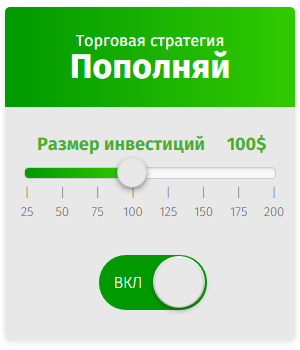 Торговая стратегия
Пополняй
Размер инвестиций 100$
25 50 75 100 125 150 175 200
ВКЛ